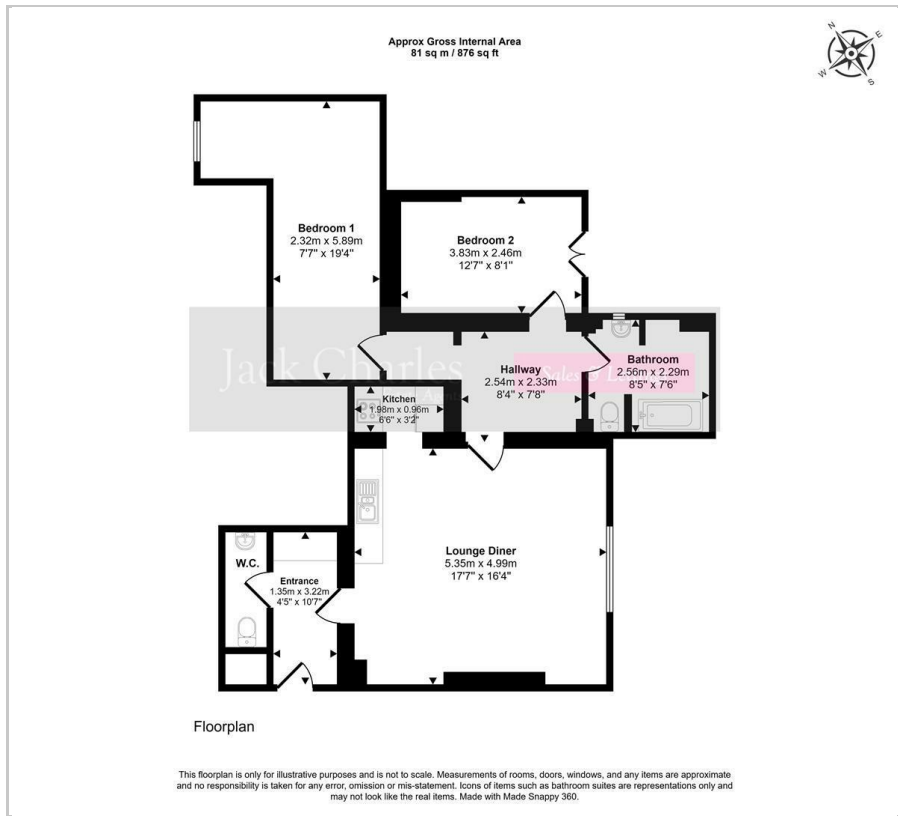 Approx Gross Internal Area
81 sq m / 876 sq ft
N
E
W
S
Bedroom 1
2.32m x 5.89m
7'7" x 19'4"
Bedroom 2
3.83m x 2.46m
12'7" x 8'1"
Jack Charles
Sales & 
Hallway
2.54m x 2.33m
8'4" x 7'8"
Bathroom
2.56m x 2.29m
8'5" x 7'6"
Kitchen
1.98m x 0.96m
6'6" x 3'2"
Lounge Diner
5.35m x 4.99m
17'7" x 16'4"
W.C.
Entrance
1.35m x 3.22m
4'5" x 10'7"
Floorplan
This floorplan is only for illustrative purposes and is not to scale. Measurements of rooms, doors, windows, and any items are approximate
and no responsibility is taken for any error, omission or mis-statement. Icons of items such as bathroom suites are representations only and
may not look like the real items. Made with Made Snappy 360.